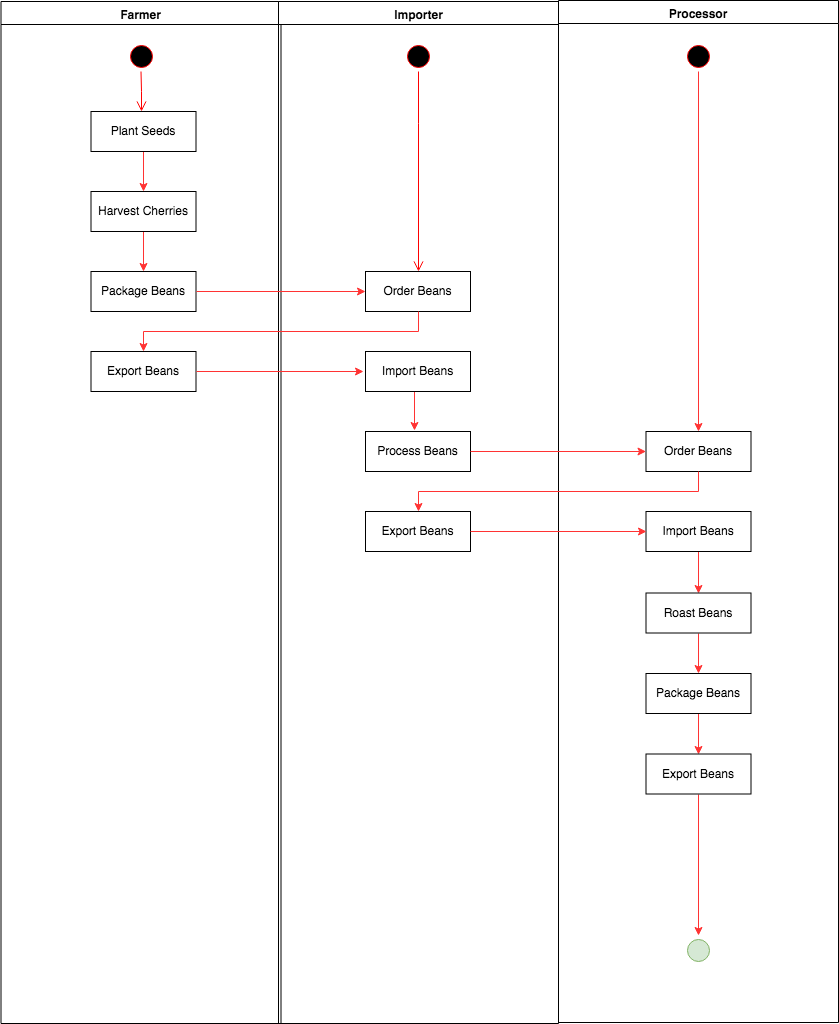 Farmer
Importer
Processor
Plant Seeds
Harvest Cherries
Package Beans
Order Beans
Export Beans
Import Beans
Process Beans
Order Beans
Export Beans
Import Beans
Roast Beans
Package Beans
Export Beans